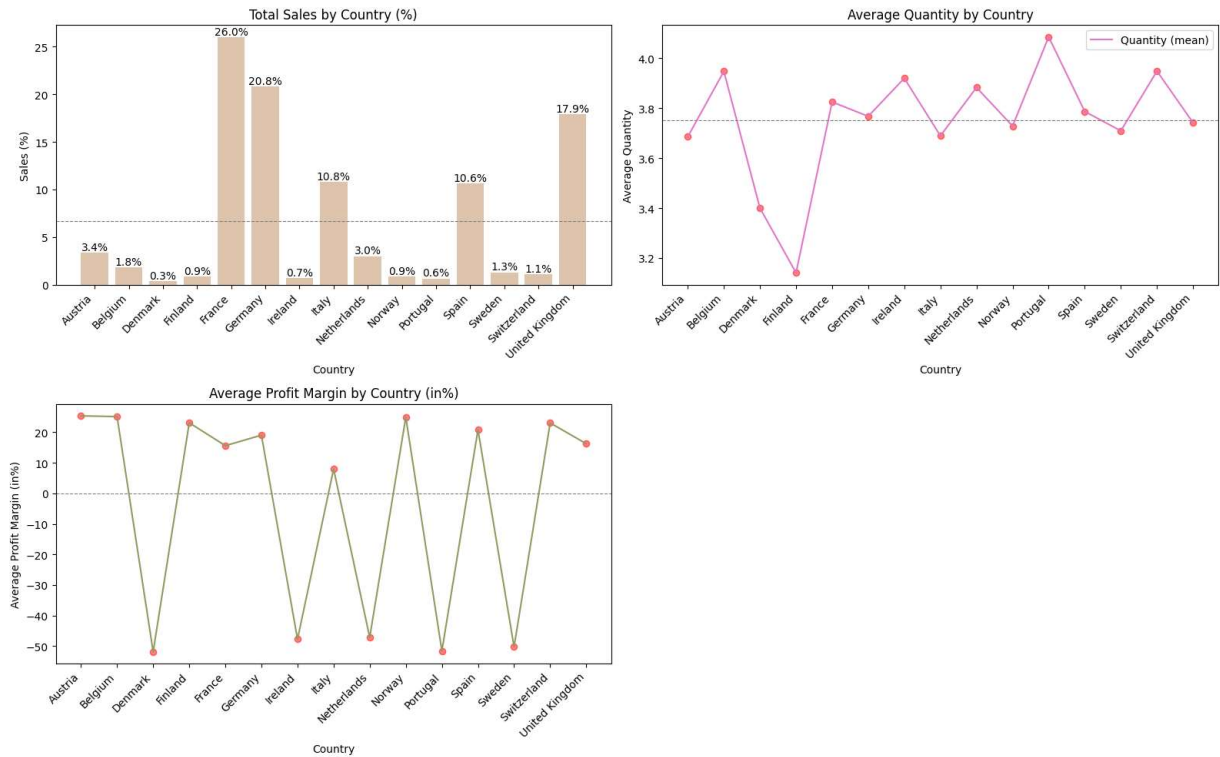 Total Sales by Country (%)
Sales (%)
25
20
15
10
5
0
3.4%
1.8%
0.3%
0.9%
26.0%
20.8%
0.7%
10.8%
3.0%
0.9%
0.6%
10.6%
1.3%
1.1%
17.9%
Austria
Belgium
Denmark
Finland
France
Germany
Ireland
Italy
Netherlands
Norway
Portugal
Spain
Sweden
Switzerland
United Kingdom
Country
Average Quantity by Country
Quantity (mean)
Average Quantity
4.0
3.8
3.6
3.4
3.2
Austria
Belgium
Denmark
Finland
France
Germany
Ireland
Italy
Netherlands
Norway
Portugal
Spain
Sweden
Switzerland
United Kingdom
Country
Average Profit Margin by Country (in%)
Average Profit Margin (in%)
20
10
0
−10
−20
−30
−40
−50
Austria
Belgium
Denmark
Finland
France
Germany
Ireland
Italy
Netherlands
Norway
Portugal
Spain
Sweden
Switzerland
United Kingdom
Country